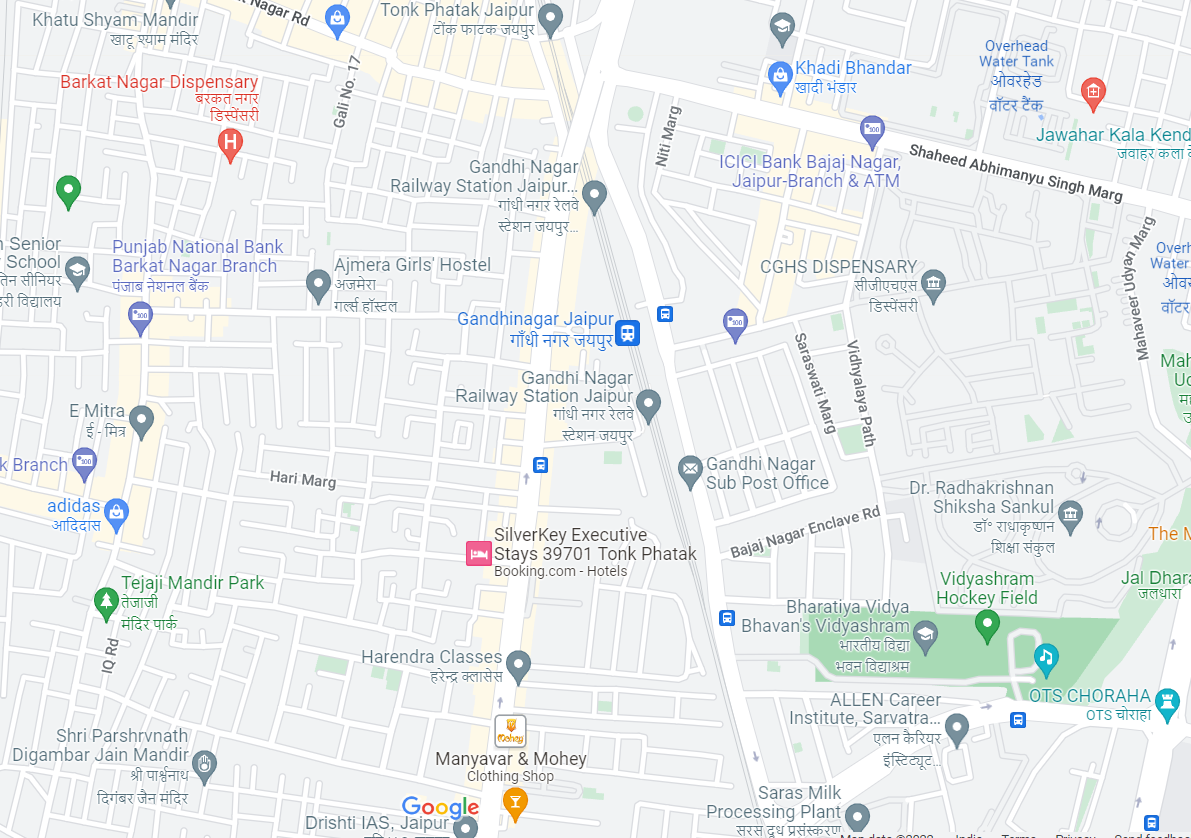 Khatu Shyam Mandir
खाटू श्याम मंदिर
Nagar Rd
Tonk Phatak Jaipur
टोंक फाटक जयपुर
Gali No. 17
Barkat Nagar Dispensary
बरकत नगर
डिस्पेंसरी
Khadi Bhandar
खादी भंडार
Overhead
Water Tank
ओवरहेड
वॉटर टैंक
Niti Marg
Jawahar Kala Kend
जवाहर कला के
ICICI Bank Bajaj Nagar,
Jaipur-Branch & ATM
Shaheed Abhimanyu Singh Marg
Gandhi Nagar
Railway Station Jaipur...
गांधी नगर रेलवे
स्टेशन जयपुर...
Senior
School
Punjab National Bank
Barkat Nagar Branch
पंजाब नेशनल बैंक
Ajmera Girls' Hostel
अजमेरा
गर्ल्स हॉस्टल
CGHS DISPENSARY
सीजीएचएस
डिस्पेंसरी
Mahaveer Udyan Marg
Overh
Water
वॉटर
Gandhinagar Jaipur
गाँधी नगर जयपुर
Saraswati Marg
Vidhyalaya Path
Mah
Gandhi Nagar
Railway Station Jaipur
गांधी नगर रेलवे
स्टेशन जयपुर
E Mitra
ई - मित्र
k Branch
Hari Marg
Gandhi Nagar
Sub Post Office
adidas
आदिदास
Bajaj Nagar Enclave Rd
Dr. Radhakrishnan
Shiksha Sankul
डॉ॰ राधाकृष्णन
शिक्षा संकुल
The M
SilverKey Executive
Stays 39701 Tonk Phatak
Booking.com - Hotels
Tejaji Mandir Park
तेजाजी
मंदिर पार्क
IQ Rd
Vidyashram
Hockey Field
Jal Dhara
जलधारा
Bharatiya Vidya
Bhavan's Vidyashram
भारतीय विद्या
भवन विद्याश्रम
Harendra Classes
हरेन्द्र क्लासेस
OTS CHORAHA
OTS चोराहा
ALLEN Career
Institute, Sarvatra...
एलन कैरियर
इंस्टिट्यूट...
Mohey
Manyavar & Mohey
Clothing Shop
Shri Parshrvnath
Digambar Jain Mandir
श्री पार्श्वनाथ
दिगंबर जैन मंदिर
Google
Drishti IAS, Jaipur
Saras Milk
Processing Plant
सरस दूध प्रसंस्करण